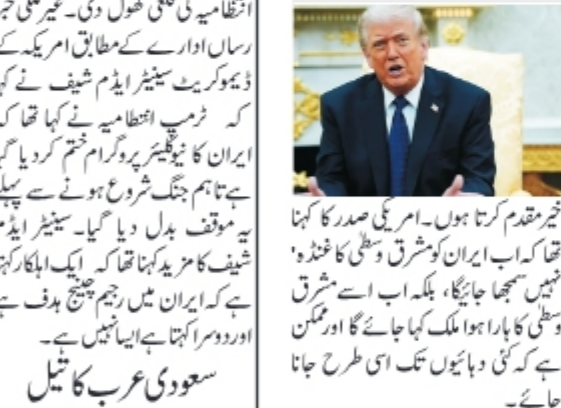 خیرمقدم کرتا ہوں۔ امریکی صدر کا کہنا
تھا کہ اب ایران کو مشرق وسطیٰ کا غنڈہ'
نہیں سمجھا جائیگا، بلکہ اب اسے مشرق
وسطیٰ کا ہارا ہوا ملک کہا جائے گا اور ممکن
ہے کہ کئی دہائیوں تک اسی طرح جانا
جائے۔
انتظامیہ کی قلعی کھول دی۔ غیر ملکی خبر
رساں ادارے کے مطابق امریکہ کے
ڈیموکریٹ سینیٹر ایڈم شیف نے کہا
کہ ٹرمپ انتظامیہ نے کہا تھا کہ
ایران کا نیوکلیئر پروگرام ختم کردیا گیا
ہے تاہم جنگ شروع ہونے سے پہلے
یہ موقف بدل دیا گیا۔ سینیٹر ایڈم
شیف کا مزید کہنا تھا کہ ایک اہلکار کہتا
ہے کہ ایران میں رجیم چینج ہدف ہے
اور دوسرا کہتا ہے ایسا نہیں ہے۔
سعودی عرب کا تیل